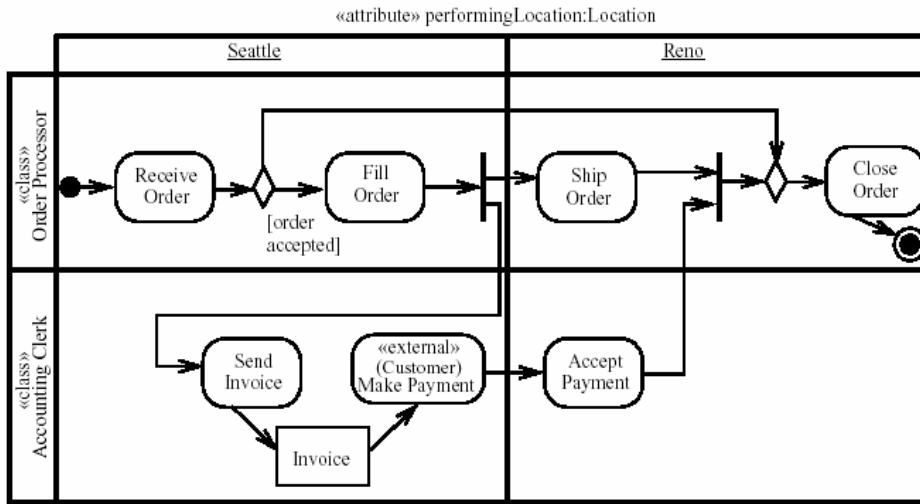 «attribute» performingLocation:Location
Seattle
Reno
«class»
Order Processor
Receive
Order
[order
accepted]
Fill
Order
Ship
Order
Close
Order
«class»
Accounting Clerk
Send
Invoice
Invoice
«external»
(Customer)
Make Payment
Accept
Payment